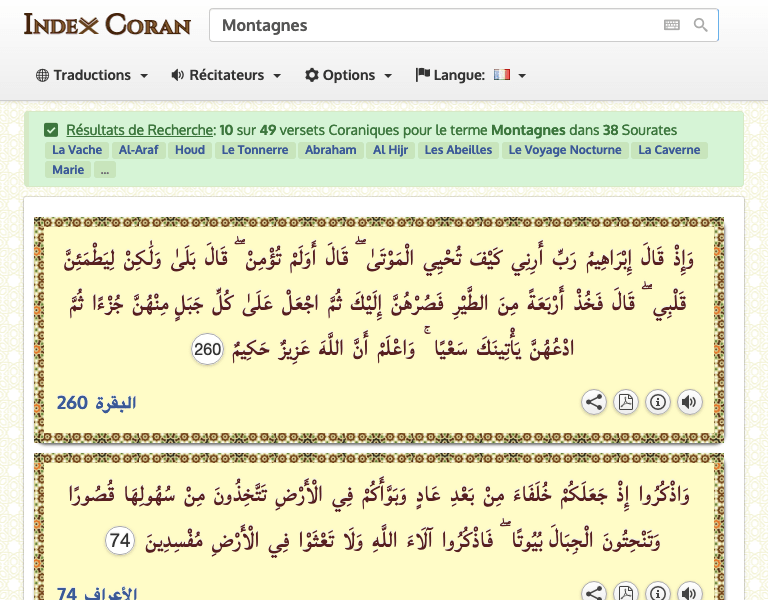 INDEX CORAN
Montagnes
Traductions Récitateurs Options Langue:
Résultats de Recherche: 10 sur 49 versets Coraniques pour le terme Montagnes dans 38 Sourates
La Vache Al-Araf Houd Le Tonnerre Abraham Al Hijr Les Abeilles Le Voyage Nocturne La Caverne
Marie ...
وَإِذْ قَالَ إِبْرَاهِيمُ رَبِّ أَرِنِي كَيْفَ تُحْيِي الْمَوْتَىٰ ۖ قَالَ أَوَلَمْ تُؤْمِنْ ۖ قَالَ بَلَىٰ وَلَٰكِنْ لِيَطْمَئِنَّ
قَلْبِي ۖ قَالَ فَخُذْ أَرْبَعَةً مِنَ الطَّيْرِ فَصُرْهُنَّ إِلَيْكَ ثُمَّ اجْعَلْ عَلَىٰ كُلِّ جَبَلٍ مِنْهُنَّ جُزْءًا ثُمَّ
ادْعُهُنَّ يَأْتِينَكَ سَعْيًا ۚ وَاعْلَمْ أَنَّ اللَّهَ عَزِيزٌ حَكِيمٌ 260
البقرة 260
وَاذْكُرُوا إِذْ جَعَلَكُمْ خُلَفَاءَ مِنْ بَعْدِ عَادٍ وَبَوَّأَكُمْ فِي الْأَرْضِ تَتَّخِذُونَ مِنْ سُهُولِهَا قُصُورًا
وَتَنْحِتُونَ الْجِبَالَ بُيُوتًا ۖ فَاذْكُرُوا آلَاءَ اللَّهِ وَلَا تَعْثَوْا فِي الْأَرْضِ مُفْسِدِينَ 74
الأعراف 74